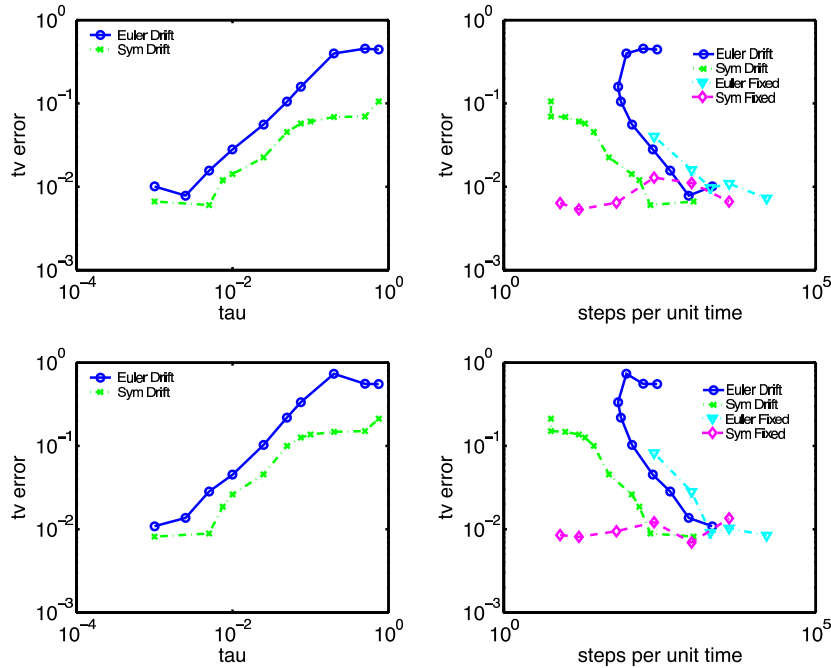 10^0
10^-1
10^-2
10^-3
tv error
10^-4
10^-2
10^0
tau
Euler Drift
Sym Drift
10^0
10^-1
10^-2
10^-3
tv error
10^0
10^5
steps per unit time
Euler Drift
Sym Drift
Euler Fixed
Sym Fixed
10^0
10^-1
10^-2
10^-3
tv error
10^-4
10^-2
10^0
tau
Euler Drift
Sym Drift
10^0
10^-1
10^-2
10^-3
tv error
10^0
10^5
steps per unit time
Euler Drift
Sym Drift
Euler Fixed
Sym Fixed